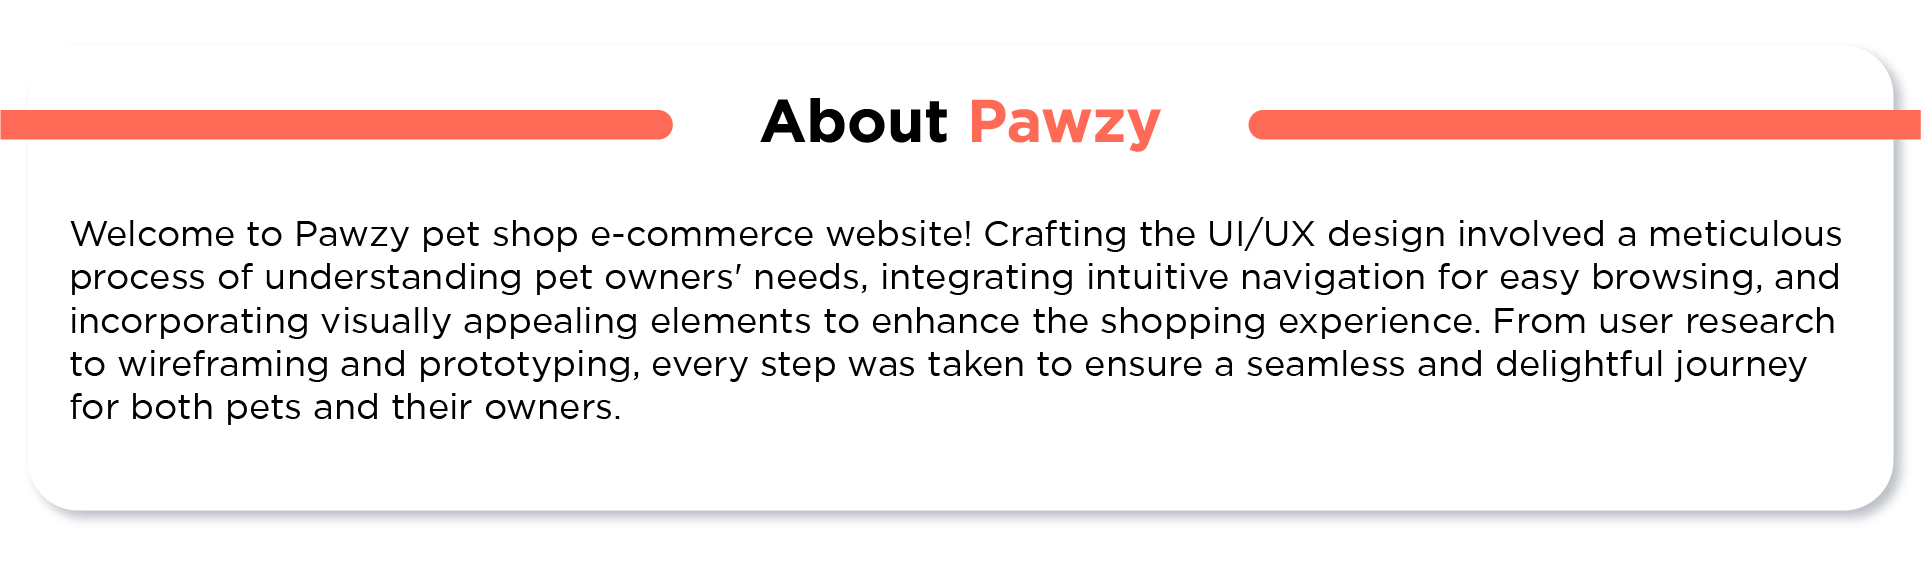 About Pawzy
Welcome to Pawzy pet shop e-commerce website! Crafting the UI/UX design involved a meticulous
process of understanding pet owners' needs, integrating intuitive navigation for easy browsing, and
incorporating visually appealing elements to enhance the shopping experience. From user research
to wireframing and prototyping, every step was taken to ensure a seamless and delightful journey
for both pets and their owners.